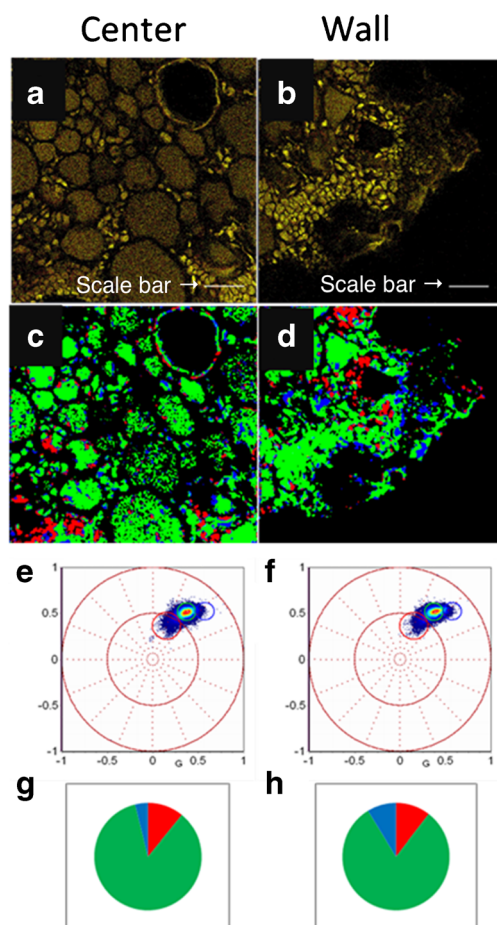 Center Wall
a b
Scale bar → Scale bar →
c d
e f
1 1
0.5 0.5
0 0
-0.5 -0.5
-1 -1
-1 -0.5 0 0.5 1 -1 -0.5 0 0.5 1
G G
g h